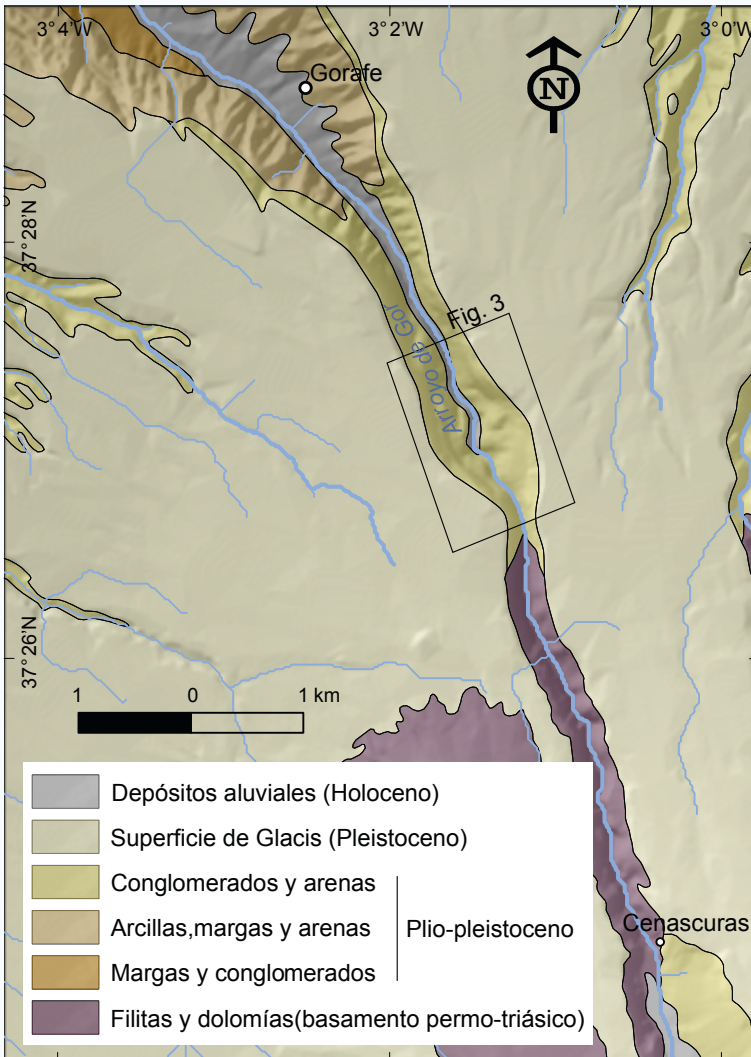 3°4'W
3°2'W
3°0'W
Gorafe
N
37°28'N
Fig. 3
Arroyo de Gor
37°26'N
1 0 1 km
Depósitos aluviales (Holoceno)
Superficie de Glacis (Pleistoceno)
Conglomerados y arenas
Arcillas,margas y arenas
Plio-pleistoceno
Margas y conglomerados
Filitas y dolomías(basamento permo-triásico)
Cenascuras